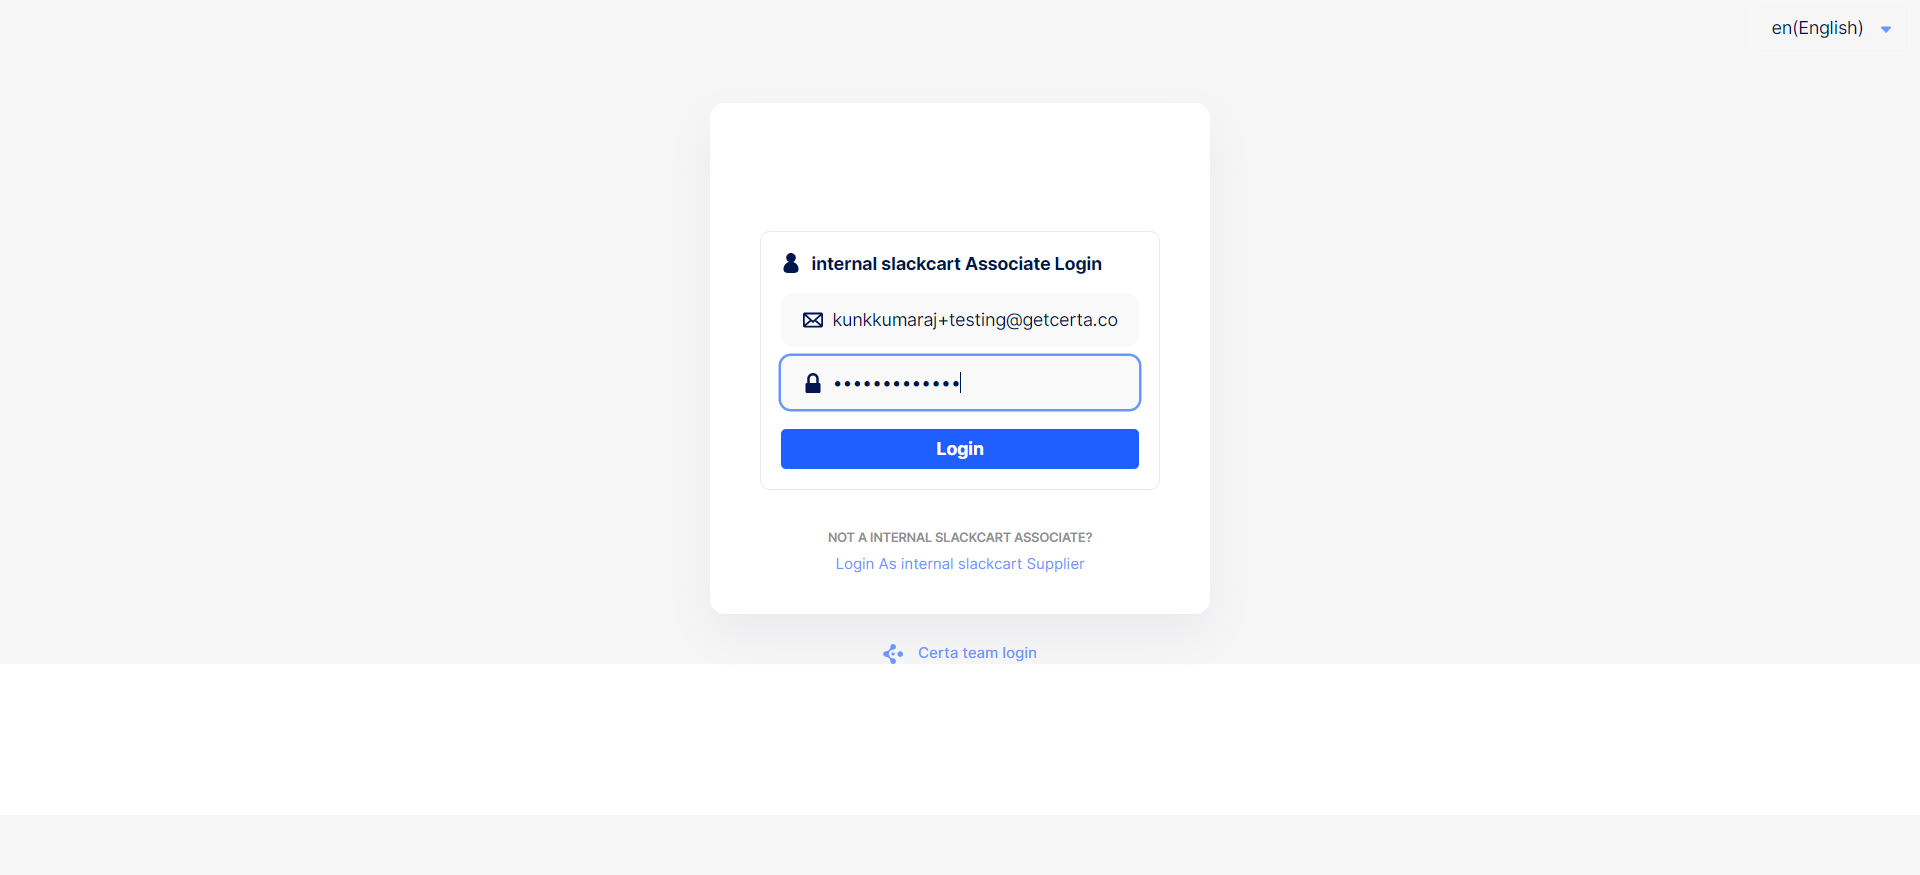 en(English)
internal slackcart Associate Login
kunkkumaraj+testing@getcerta.co
•••••••••••••
Login
NOT A INTERNAL SLACKCART ASSOCIATE?
Login As internal slackcart Supplier
Certa team login